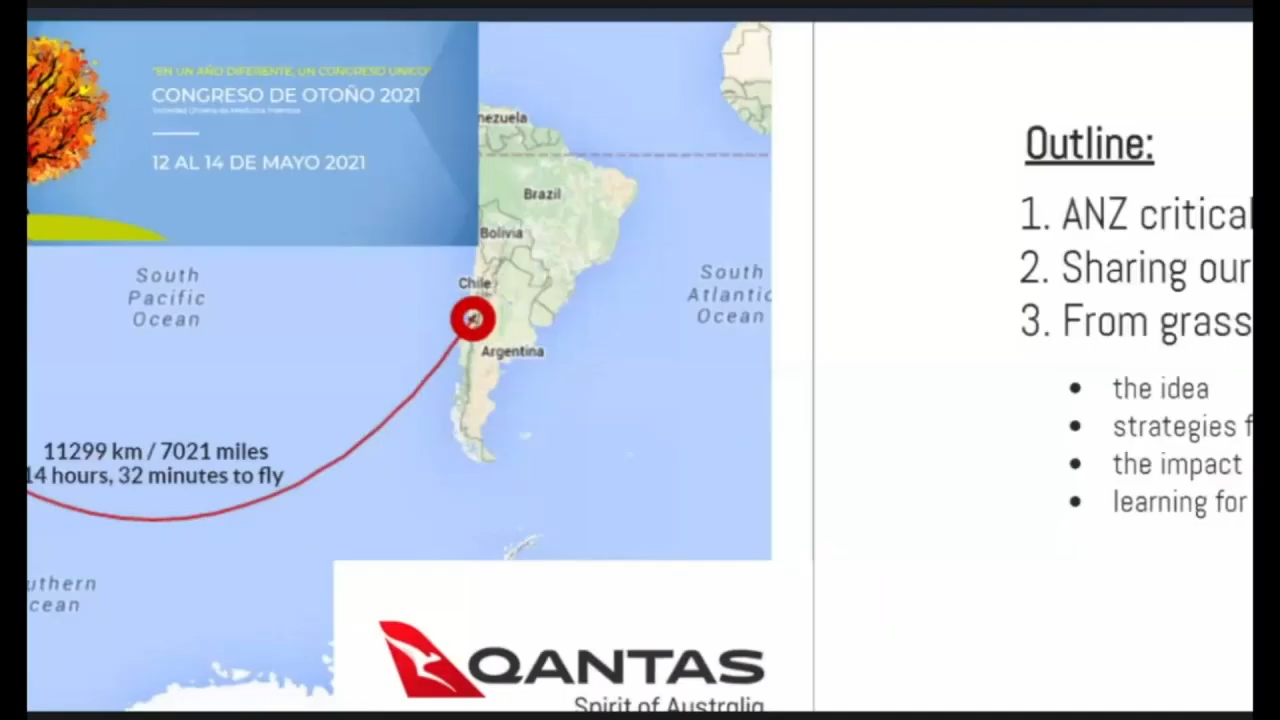 "EN UN AÑO DIFERENTE, UN CONGRESO UNICO"
CONGRESO DE OTOÑO 2021
12 AL 14 DE MAYO 2021
nezuela
Brazil
Bolivia
Chile
Argentina
South
Pacific
Ocean
South
Atlantic
Ocean
11299 km / 7021 miles
14 hours, 32 minutes to fly
uthern
cean
QANTAS
Spirit of Australia
Outline:
1. ANZ critical
2. Sharing our
3. From grass
• the idea
• strategies f
• the impact
• learning for